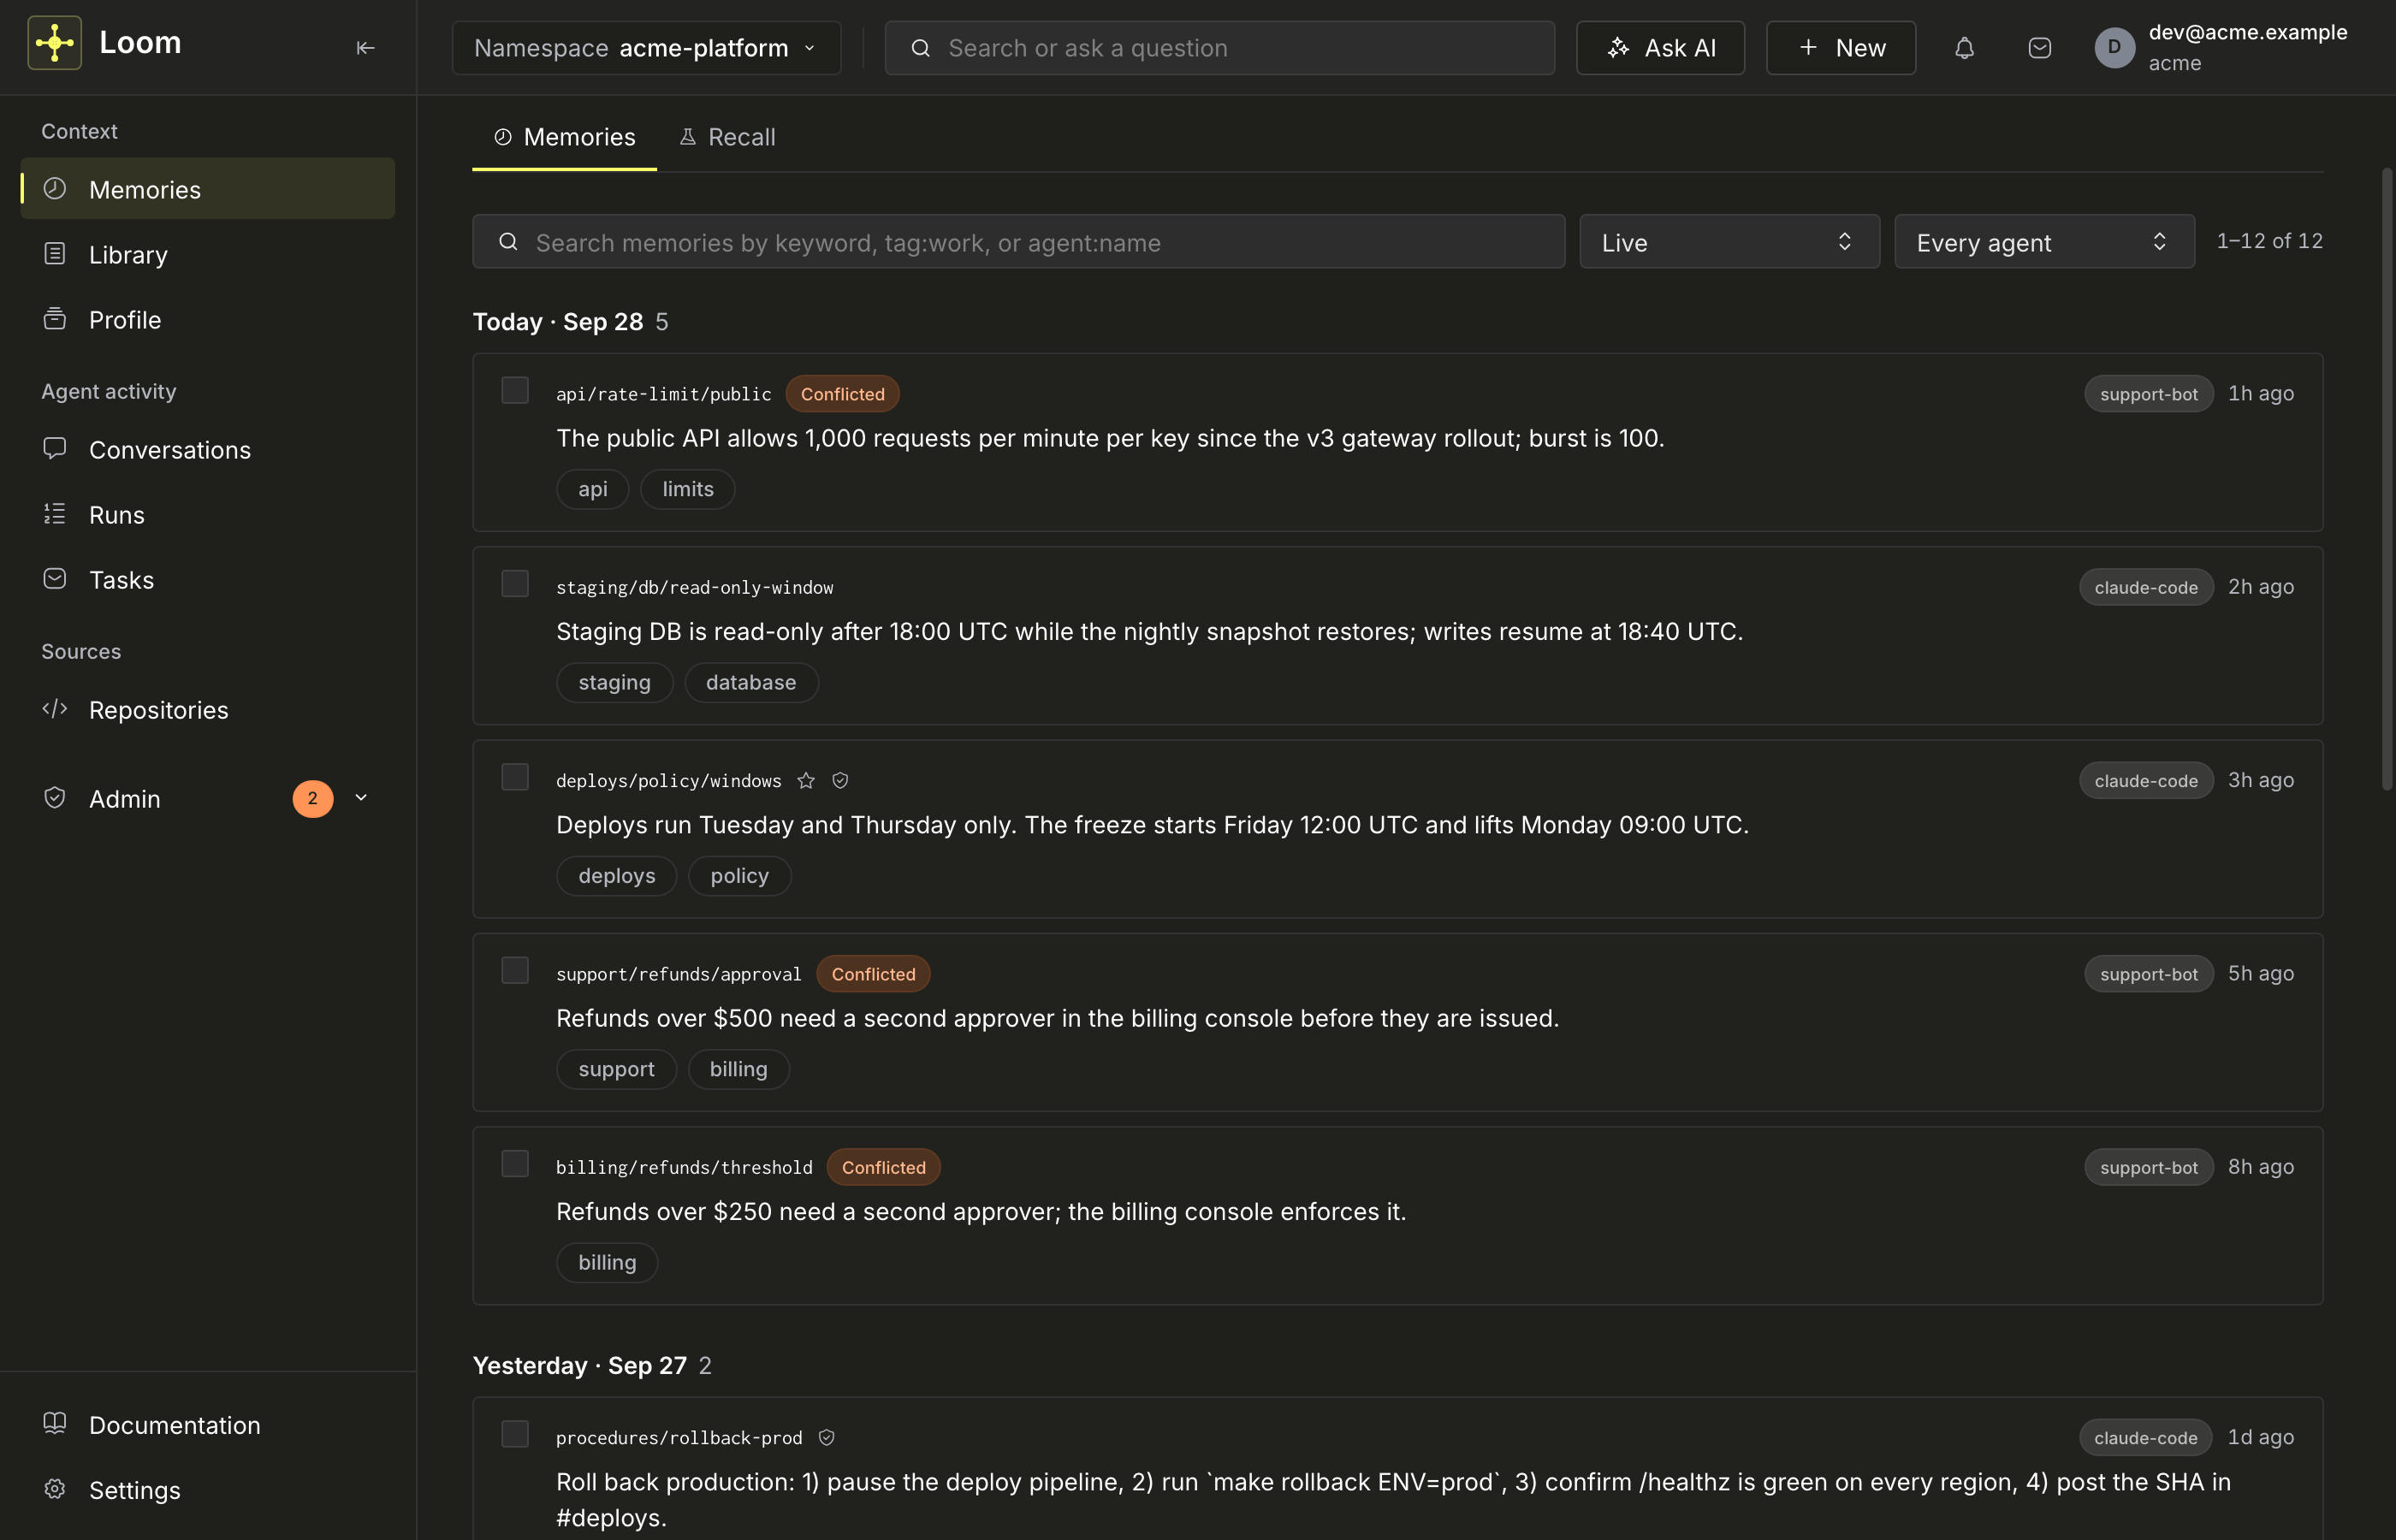 Loom
Namespace acme-platform
Search or ask a question
Ask AI
New
D
dev@acme.example
acme
Context
Memories
Library
Profile
Agent activity
Conversations
Runs
Tasks
Sources
Repositories
Admin
2
Documentation
Settings
Memories
Recall
Search memories by keyword, tag:work, or agent:name
Live
Every agent
1–12 of 12
Today · Sep 28 5
api/rate-limit/public Conflicted support-bot 1h ago
The public API allows 1,000 requests per minute per key since the v3 gateway rollout; burst is 100.
api limits
staging/db/read-only-window claude-code 2h ago
Staging DB is read-only after 18:00 UTC while the nightly snapshot restores; writes resume at 18:40 UTC.
staging database
deploys/policy/windows claude-code 3h ago
Deploys run Tuesday and Thursday only. The freeze starts Friday 12:00 UTC and lifts Monday 09:00 UTC.
deploys policy
support/refunds/approval Conflicted support-bot 5h ago
Refunds over $500 need a second approver in the billing console before they are issued.
support billing
billing/refunds/threshold Conflicted support-bot 8h ago
Refunds over $250 need a second approver; the billing console enforces it.
billing
Yesterday · Sep 27 2
procedures/rollback-prod claude-code 1d ago
Roll back production: 1) pause the deploy pipeline, 2) run `make rollback ENV=prod`, 3) confirm /healthz is green on every region, 4) post the SHA in
#deploys.